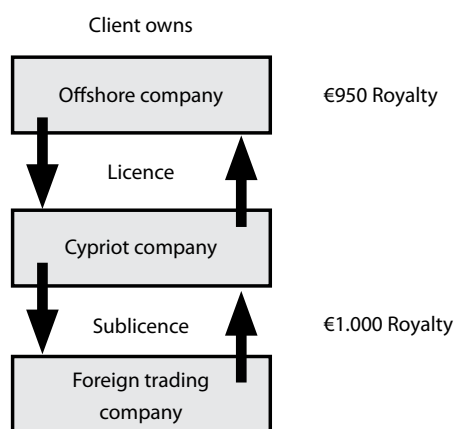 Client owns
Offshore company
€950 Royalty
Licence
Cypriot company
Sublicence
€1.000 Royalty
Foreign trading
company